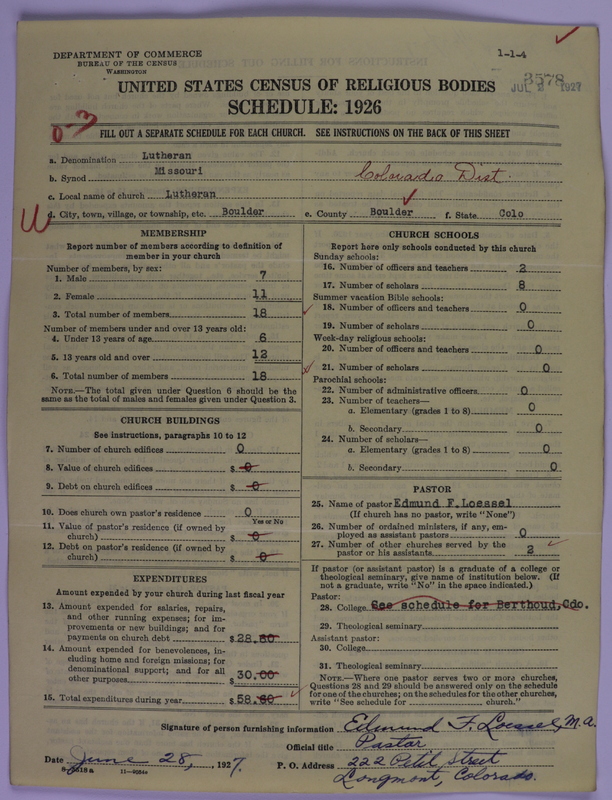 DEPARTMENT OF COMMERCE
BUREAU OF THE CENSUS
WASHINGTON
1-1-4
3578
JUL 2 1927
UNITED STATES CENSUS OF RELIGIOUS BODIES
SCHEDULE: 1926
0-3
FILL OUT A SEPARATE SCHEDULE FOR EACH CHURCH. SEE INSTRUCTIONS ON THE BACK OF THIS SHEET
a. Denomination Lutheran
b. Synod Missouri Colorado Dist.
c. Local name of church Lutheran
d. City, town, village, or township, etc. Boulder e. County Boulder f. State Colo
MEMBERSHIP
Report number of members according to definition of
member in your church
Number of members, by sex:
1. Male 7
2. Female 11
3. Total number of members 18
Number of members under and over 13 years old:
4. Under 13 years of age 6
5. 13 years old and over 12
6. Total number of members 18
NOTE.—The total given under Question 6 should be the
same as the total of males and females given under Question 3.
CHURCH BUILDINGS
See instructions, paragraphs 10 to 12
7. Number of church edifices 0
8. Value of church edifices $ 0
9. Debt on church edifices $ 0
10. Does church own pastor's residence 0
Yes or No
11. Value of pastor's residence (if owned by
church) $ 0
12. Debt on pastor's residence (if owned by
church) $ 0
EXPENDITURES
Amount expended by your church during last fiscal year
13. Amount expended for salaries, repairs,
and other running expenses; for im-
provements or new buildings; and for
payments on church debt $ 28.60
14. Amount expended for benevolences, in-
cluding home and foreign missions; for
denominational support; and for all
other purposes $ 30.00
15. Total expenditures during year $ 58.60
CHURCH SCHOOLS
Report here only schools conducted by this church
Sunday schools:
16. Number of officers and teachers 2
17. Number of scholars 8
Summer vacation Bible schools:
18. Number of officers and teachers 0
19. Number of scholars 0
Week-day religious schools:
20. Number of officers and teachers 0
21. Number of scholars 0
Parochial schools:
22. Number of administrative officers 0
23. Number of teachers—
a. Elementary (grades 1 to 8) 0
b. Secondary 0
24. Number of scholars—
a. Elementary (grades 1 to 8) 0
b. Secondary 0
PASTOR
25. Name of pastor Edmund F. Loessel
(If church has no pastor, write "None")
26. Number of ordained ministers, if any, em-
ployed as assistant pastors 0
27. Number of other churches served by the
pastor or his assistants 2
If pastor (or assistant pastor) is a graduate of a college or
theological seminary, give name of institution below. (If
not a graduate, write "No" in the space indicated.)
Pastor:
28. College See schedule for Berthoud, Cdo.
29. Theological seminary
Assistant pastor:
30. College
31. Theological seminary
NOTE.—Where one pastor serves two or more churches,
Questions 28 and 29 should be answered only on the schedule
for one of the churches; on the schedules for the other churches,
write "See schedule for church."
Signature of person furnishing information Edmund F. Loessel, M.A.
Official title Pastor
Date June 28, 1927. P. O. Address 222 Petit Street
Longmont, Colorado.